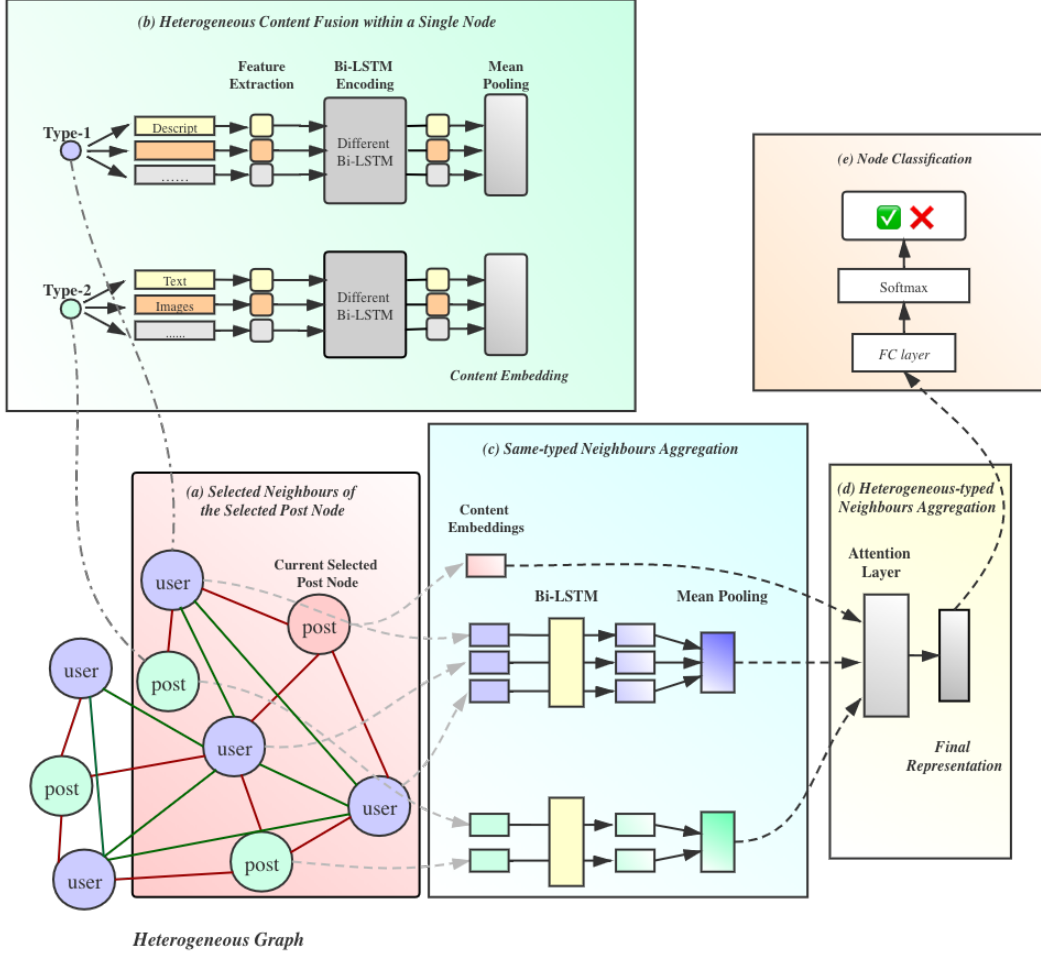 (b) Heterogeneous Content Fusion within a Single Node
Feature
Extraction
Bi-LSTM
Encoding
Mean
Pooling
Type-1
Descript
......
Different
Bi-LSTM
Type-2
Text
Images
......
Different
Bi-LSTM
Content Embedding
(e) Node Classification
Softmax
FC layer
(a) Selected Neighbours of
the Selected Post Node
Current Selected
Post Node
user
post
post
user
user
post
user
post
user
Heterogeneous Graph
(c) Same-typed Neighbours Aggregation
Content
Embeddings
Bi-LSTM
Mean Pooling
(d) Heterogeneous-typed
Neighbours Aggregation
Attention
Layer
Final
Representation